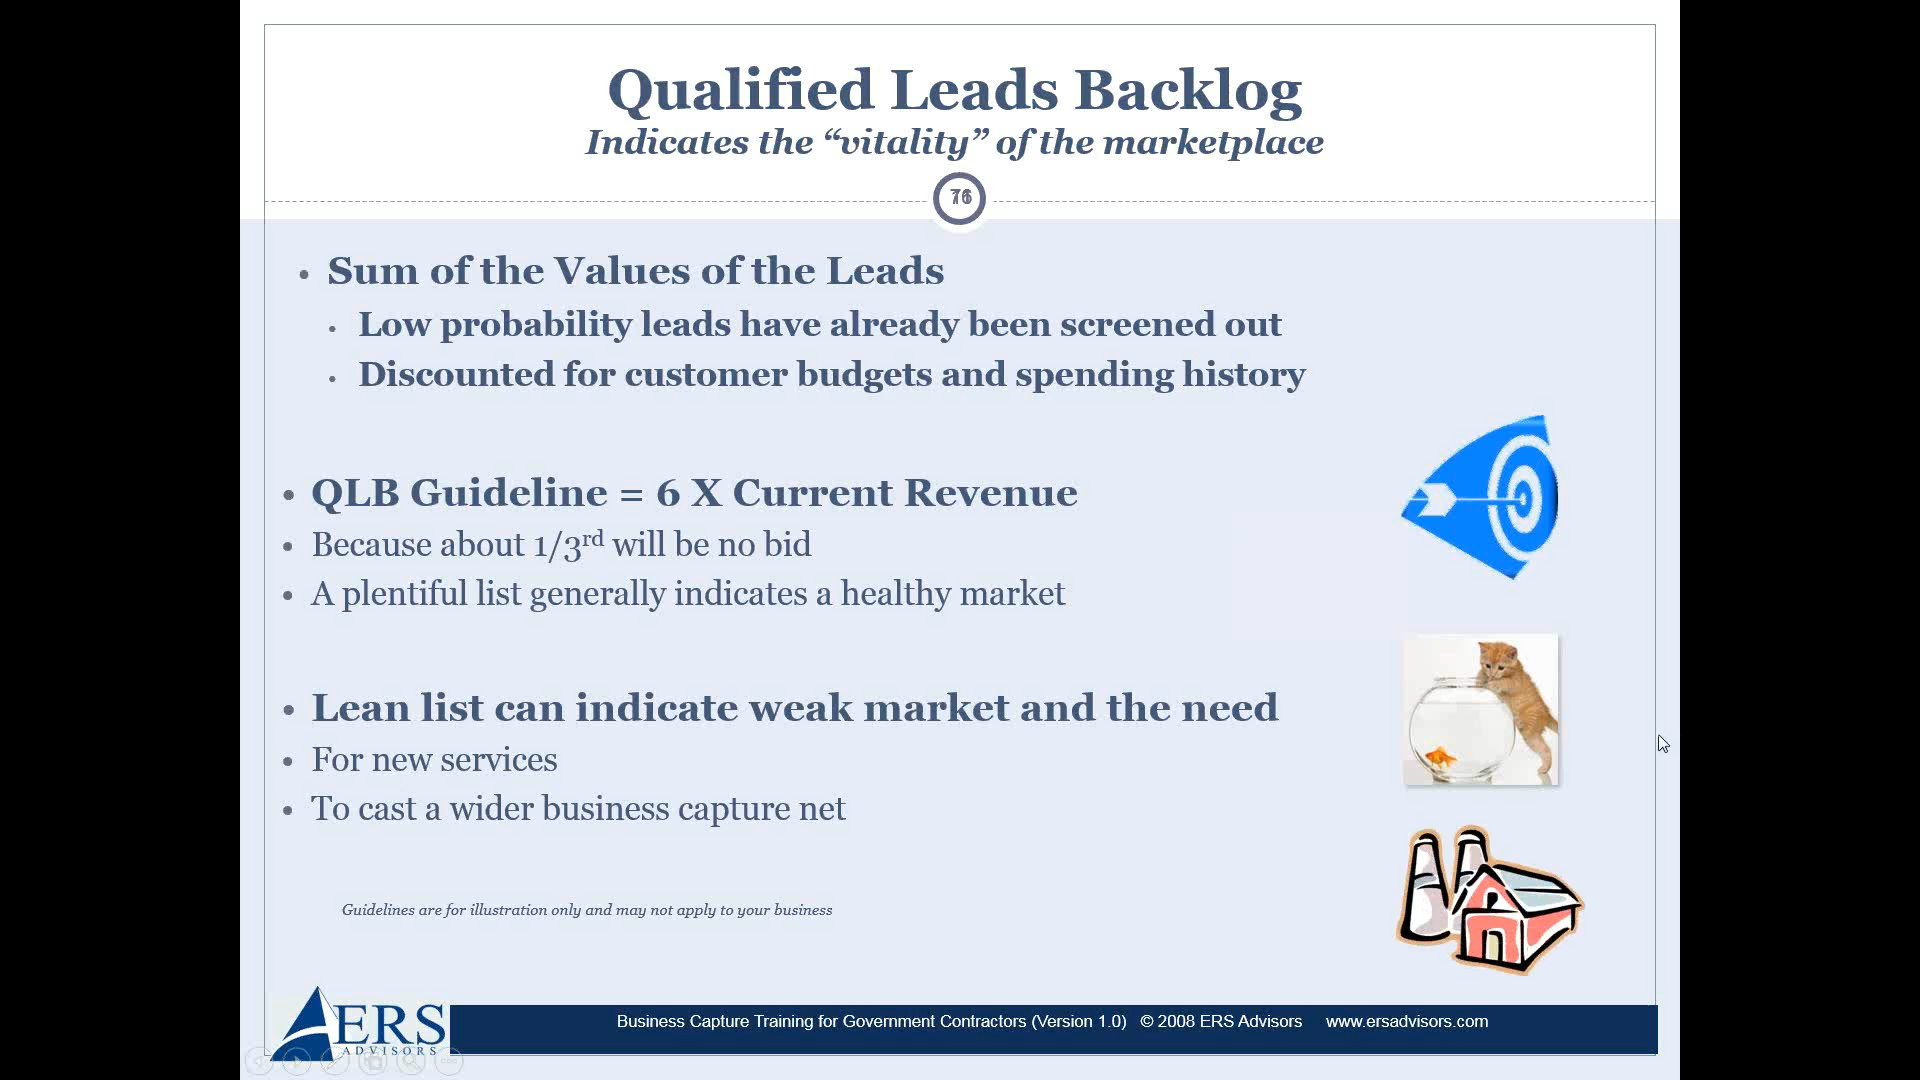 Qualified Leads Backlog
Indicates the “vitality” of the marketplace
• Sum of the Values of the Leads
• Low probability leads have already been screened out
• Discounted for customer budgets and spending history
• QLB Guideline = 6 X Current Revenue
• Because about 1/3rd will be no bid
• A plentiful list generally indicates a healthy market
• Lean list can indicate weak market and the need
• For new services
• To cast a wider business capture net
Guidelines are for illustration only and may not apply to your business
ERS
ADVISORS
Business Capture Training for Government Contractors (Version 1.0) © 2008 ERS Advisors www.ersadvisors.com